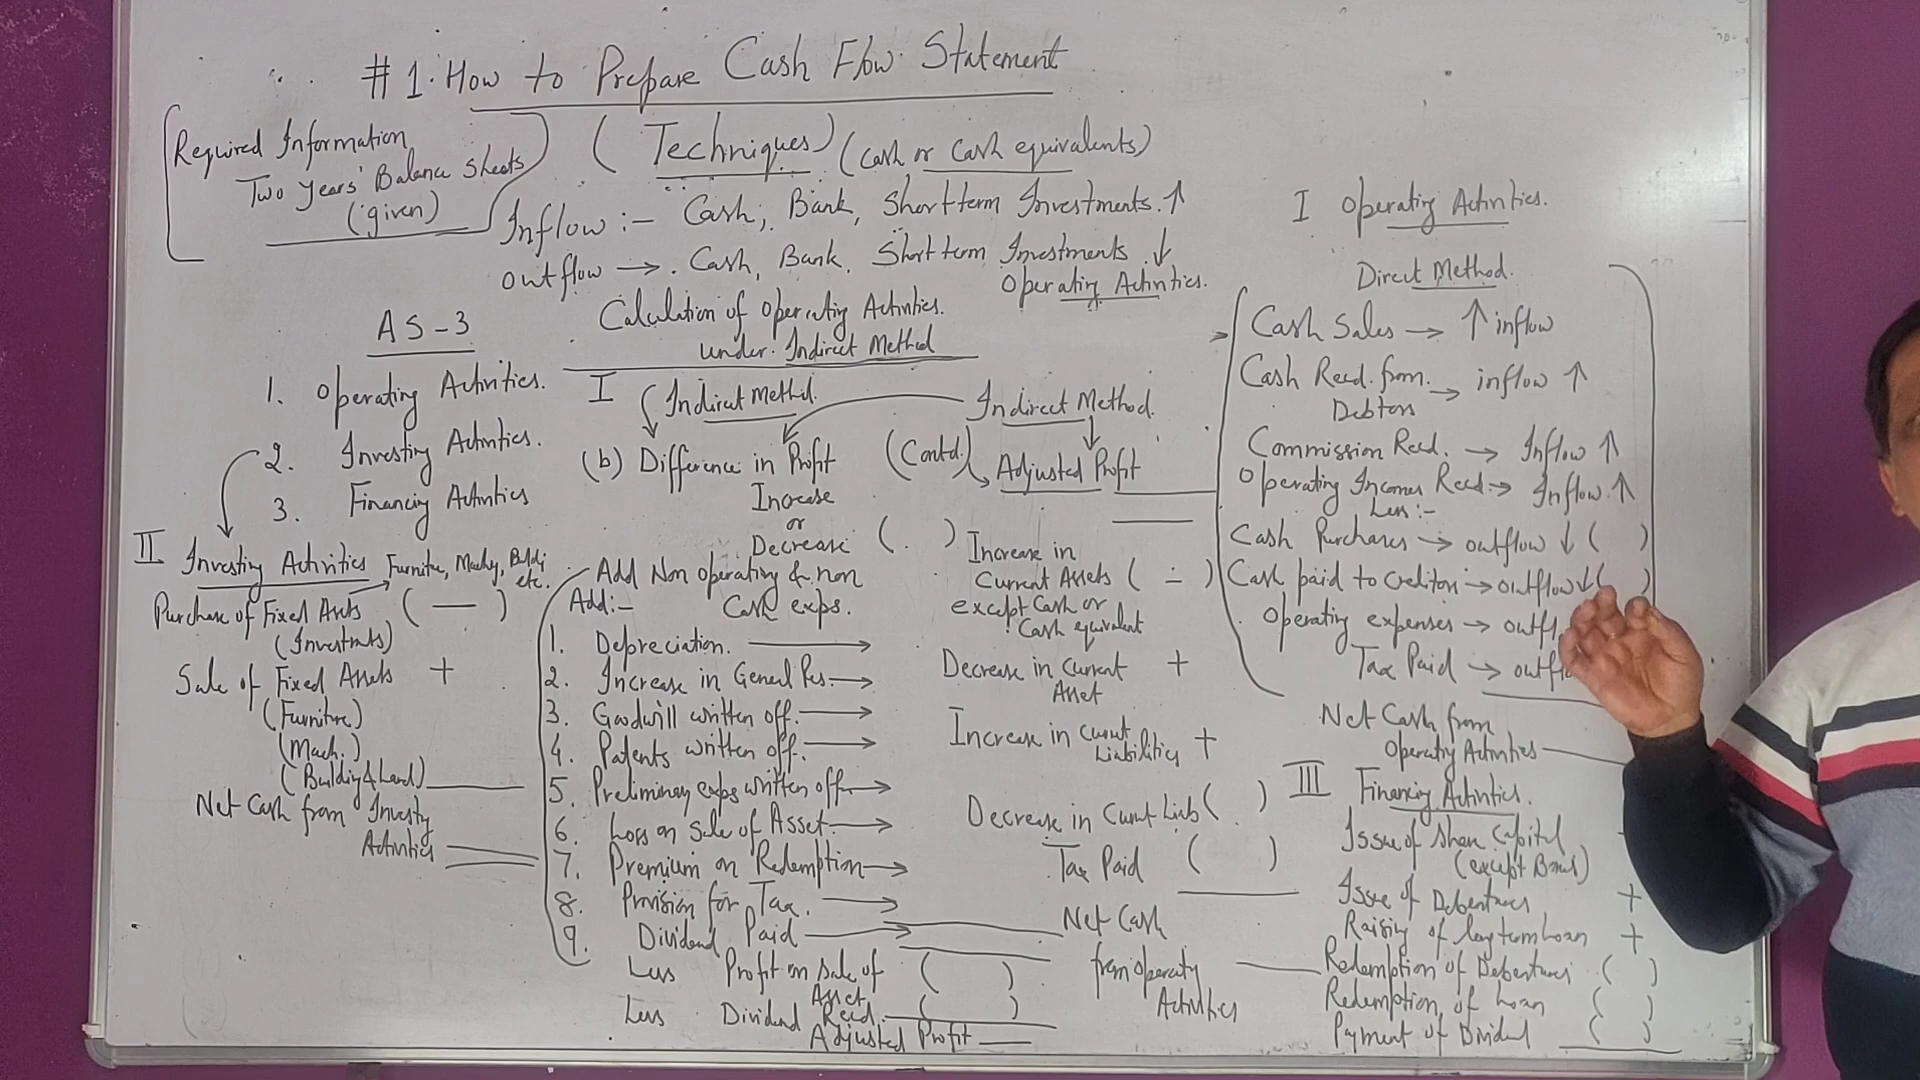 #1. How to Prepare Cash Flow Statement
Required Information
Two Years' Balance Sheets
(given)
(Techniques) (Cash or Cash equivalents)
Inflow :- Cash, Bank, Short term Investments. ↑
outflow → Cash, Bank, Short term Investments ↓
AS-3
1. Operating Activities.
2. Investing Activities.
3. Financing Activities
Calculation of Operating Activities.
under Indirect Method
Operating Activities.
I Indirect Method.
(b) Difference in Profit
Increase
or
Decrease ( . )
Add Non operating & non
Add:- Cash exps.
1. Depreciation. →
2. Increase in General Res. →
3. Goodwill written off. →
4. Patents written off. →
5. Preliminary exps written off →
6. Loss on Sale of Asset. →
7. Premium on Redemption →
8. Provision for Tax. →
9. Dividend Paid →
Less Profit on Sale of ( )
Asset
Less Dividend Recd. ( )
Adjusted Profit
II Investing Activities Furniture, Machy, Buldi
etc.
Purchase of Fixed Assets ( — )
(Investments)
Sale of Fixed Assets +
(Furniture)
(Mach.)
(Building & Land)
Net Cash from Investg
Activities
Indirect Method.
(Contd.) Adjusted Profit
Increase in
Current Assets ( - )
except Cash or
Cash equivalent
Decrease in Current +
Asset
Increase in current
Liabilities +
Decrease in Curnt Liab ( )
Tax Paid ( )
Net Cash
from operaty
Activities
I Operating Activities.
Direct Method.
Cash Sales → ↑ inflow
Cash Recd. from → inflow ↑
Debtors
Commission Recd. → Inflow ↑
Operating Incomes Recd. → Inflow ↑
Less :-
Cash Purchases → outflow ↓ ( )
Cash paid to Creditors → outflow ↓ ( )
Operating expenses → outfl
Tax Paid → outfl
Net Cash from
Operatig Activities
III Financing Activities.
Issue of Share Capital
(except Bonus)
Issue of Debentures +
Raising of long term Loan +
Redemption of Debentures ( )
Redemption of Loan ( )
Payment of Dividend ( )